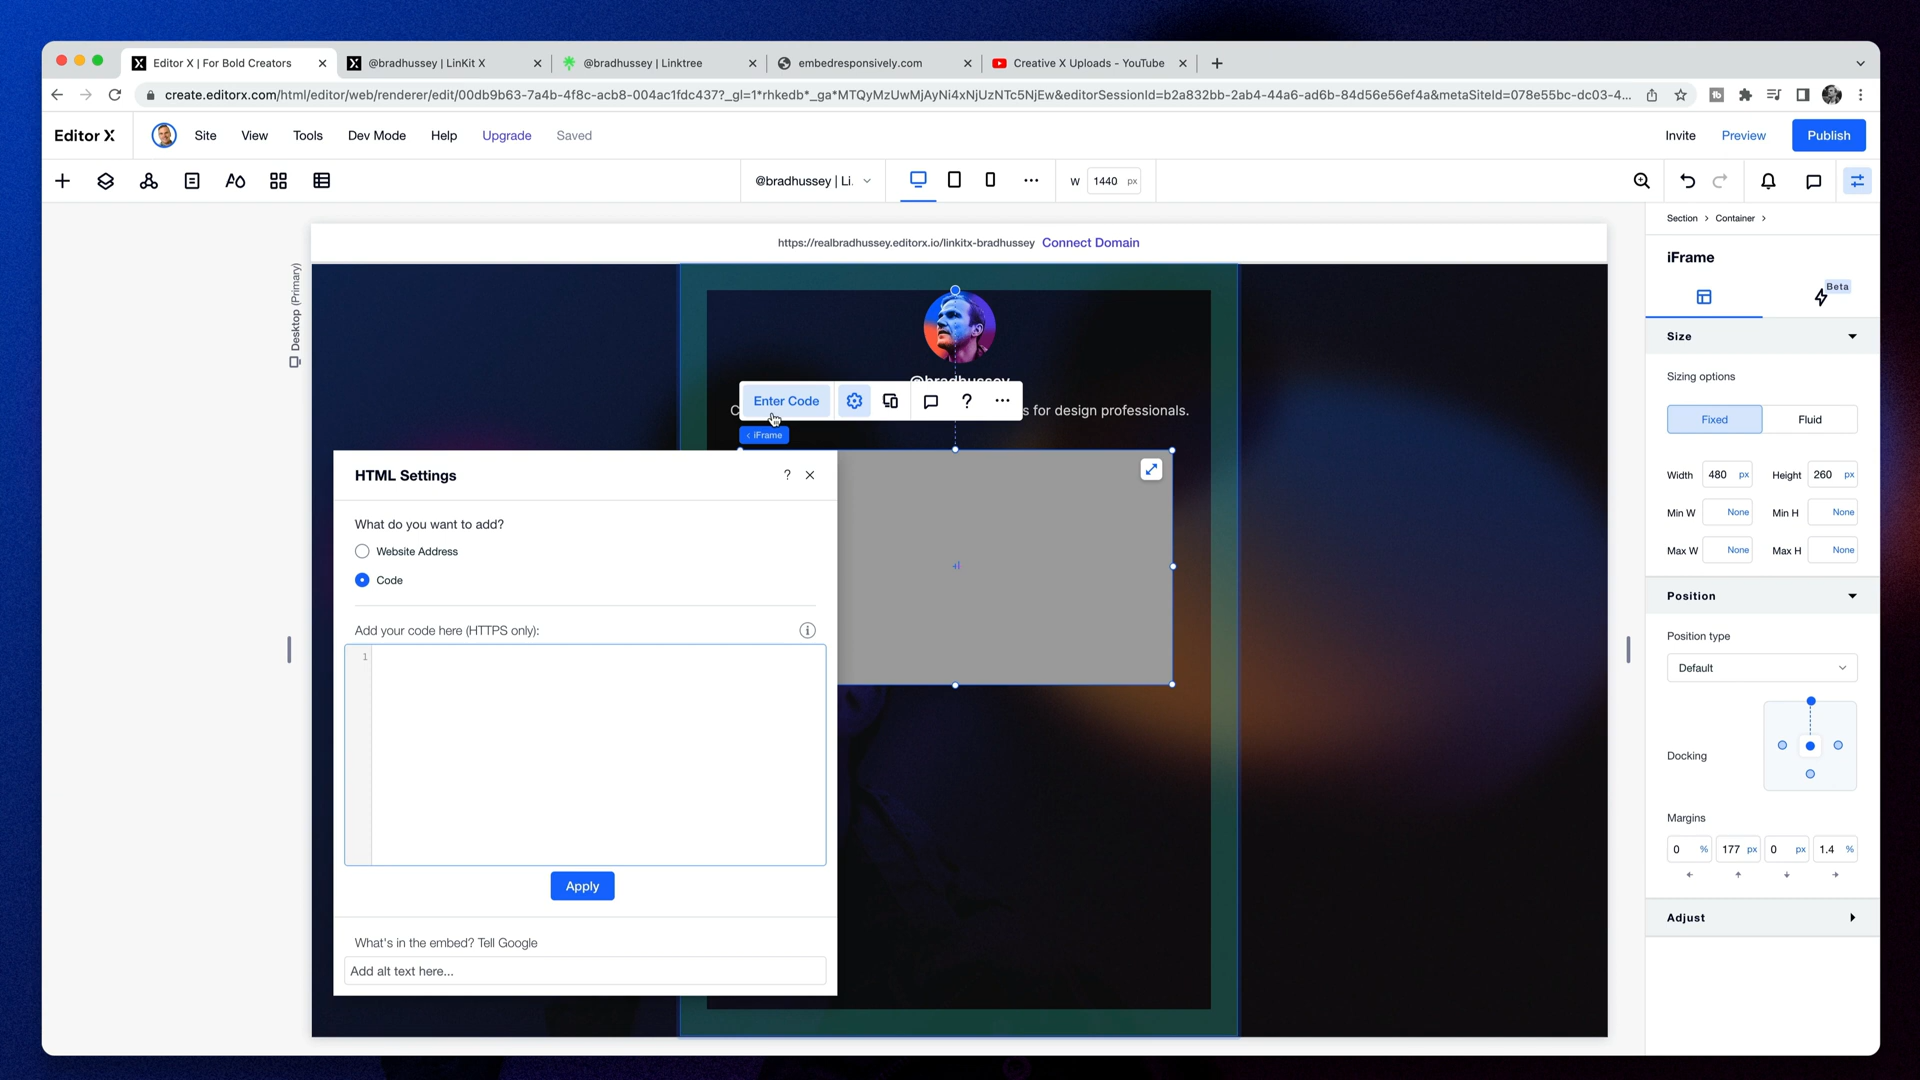 Editor X | For Bold Creators
@bradhussey | LinKit X
@bradhussey | Linktree
embedresponsively.com
Creative X Uploads - YouTube
create.editorx.com/html/editor/web/renderer/edit/00db9b63-7a4b-4f8c-acb8-004ac1fdc437?_gl=1*rhkedb*_ga*MTQyMzUwMjAyNi4xNjUzNTc5NjEw&editorSessionId=b2a832bb-2ab4-44a6-ad6b-84d56e56ef4a&metaSiteId=078e55bc-dc03-4...
Editor X
Site
View
Tools
Dev Mode
Help
Upgrade
Saved
Invite
Preview
Publish
@bradhussey | Li.
W 1440 px
https://realbradhussey.editorx.io/linkitx-bradhussey Connect Domain
Desktop (Primary)
@bradhussey
s for design professionals.
Enter Code
< iFrame
HTML Settings
What do you want to add?
Website Address
Code
Add your code here (HTTPS only):
1
Apply
What's in the embed? Tell Google
Add alt text here...
Section > Container >
iFrame
Beta
Size
Sizing options
Fixed
Fluid
Width 480 px Height 260 px
Min W None Min H None
Max W None Max H None
Position
Position type
Default
Docking
Margins
0 % 177 px 0 px 1.4 %
Adjust